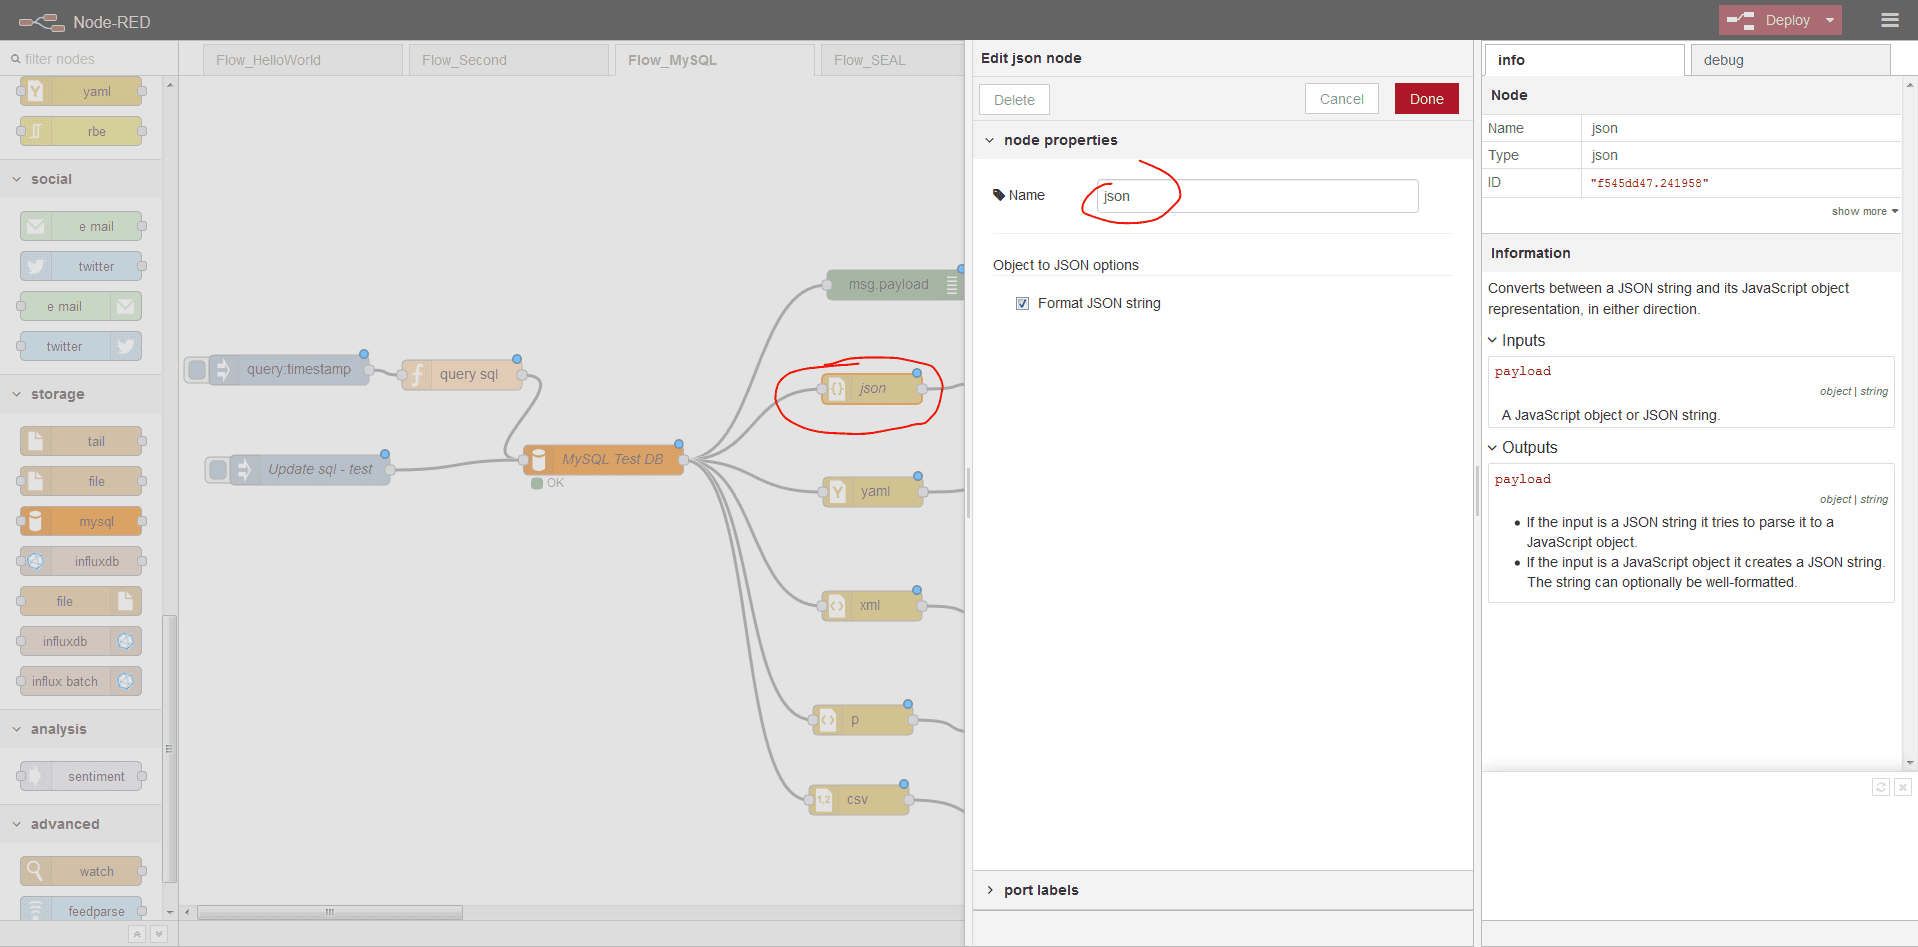 Node-RED
Deploy
filter nodes
yaml
rbe
social
e mail
twitter
e mail
twitter
storage
tail
file
mysql
influxdb
file
influxdb
influx batch
analysis
sentiment
advanced
watch
feedparse
Flow_HelloWorld
Flow_Second
Flow_MySQL
Flow_SEAL
query:timestamp
query sql
Update sql - test
MySQL Test DB
OK
msg.payload
json
yaml
xml
p
csv
1,2
Edit json node
Delete
Cancel
Done
node properties
Name
json
Object to JSON options
Format JSON string
port labels
info
debug
Node
Name json
Type json
ID "f545dd47.241958"
show more
Information
Converts between a JSON string and its JavaScript object
representation, in either direction.
Inputs
payload
object | string
A JavaScript object or JSON string.
Outputs
payload
object | string
• If the input is a JSON string it tries to parse it to a
JavaScript object.
• If the input is a JavaScript object it creates a JSON string.
The string can optionally be well-formatted.